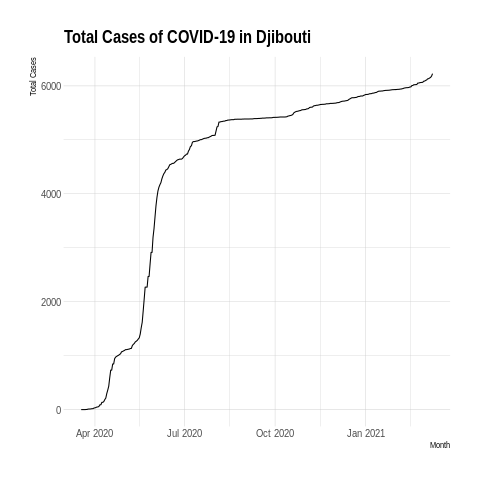 Total Cases of COVID-19 in Djibouti
Total Cases
6000
4000
2000
0
Apr 2020 Jul 2020 Oct 2020 Jan 2021
Month